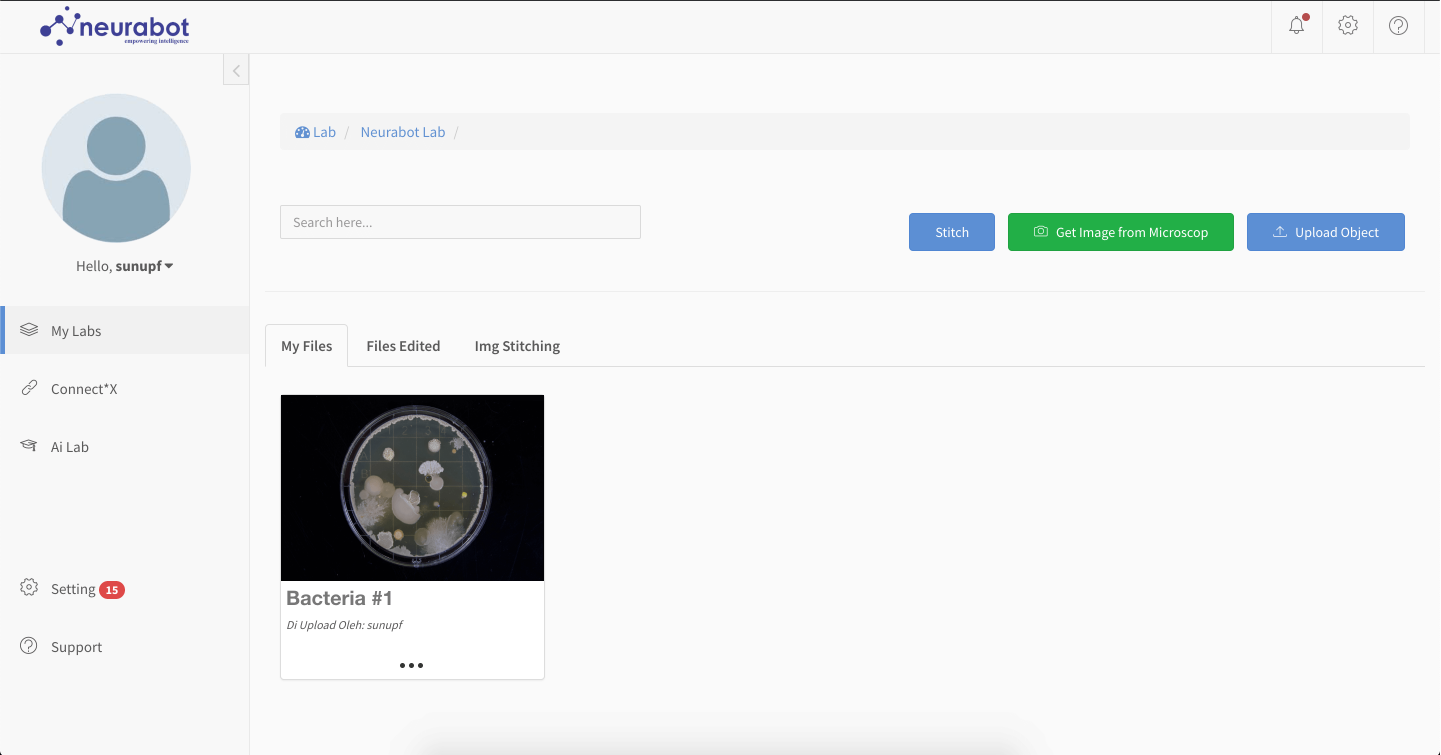 neurabot
empowering intelligence
Lab / Neurabot Lab /
Search here...
Stitch
Get Image from Microscop
Upload Object
Hello, sunupf
My Labs
Connect*X
Ai Lab
Setting 15
Support
My Files
Files Edited
Img Stitching
Bacteria #1
Di Upload Oleh: sunupf